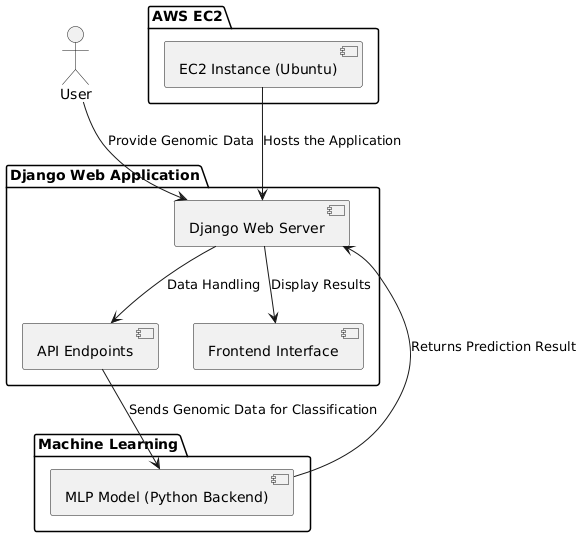 AWS EC2
EC2 Instance (Ubuntu)
User
Provide Genomic Data
Hosts the Application
Django Web Application
Django Web Server
Data Handling
Display Results
API Endpoints
Frontend Interface
Returns Prediction Result
Sends Genomic Data for Classification
Machine Learning
MLP Model (Python Backend)